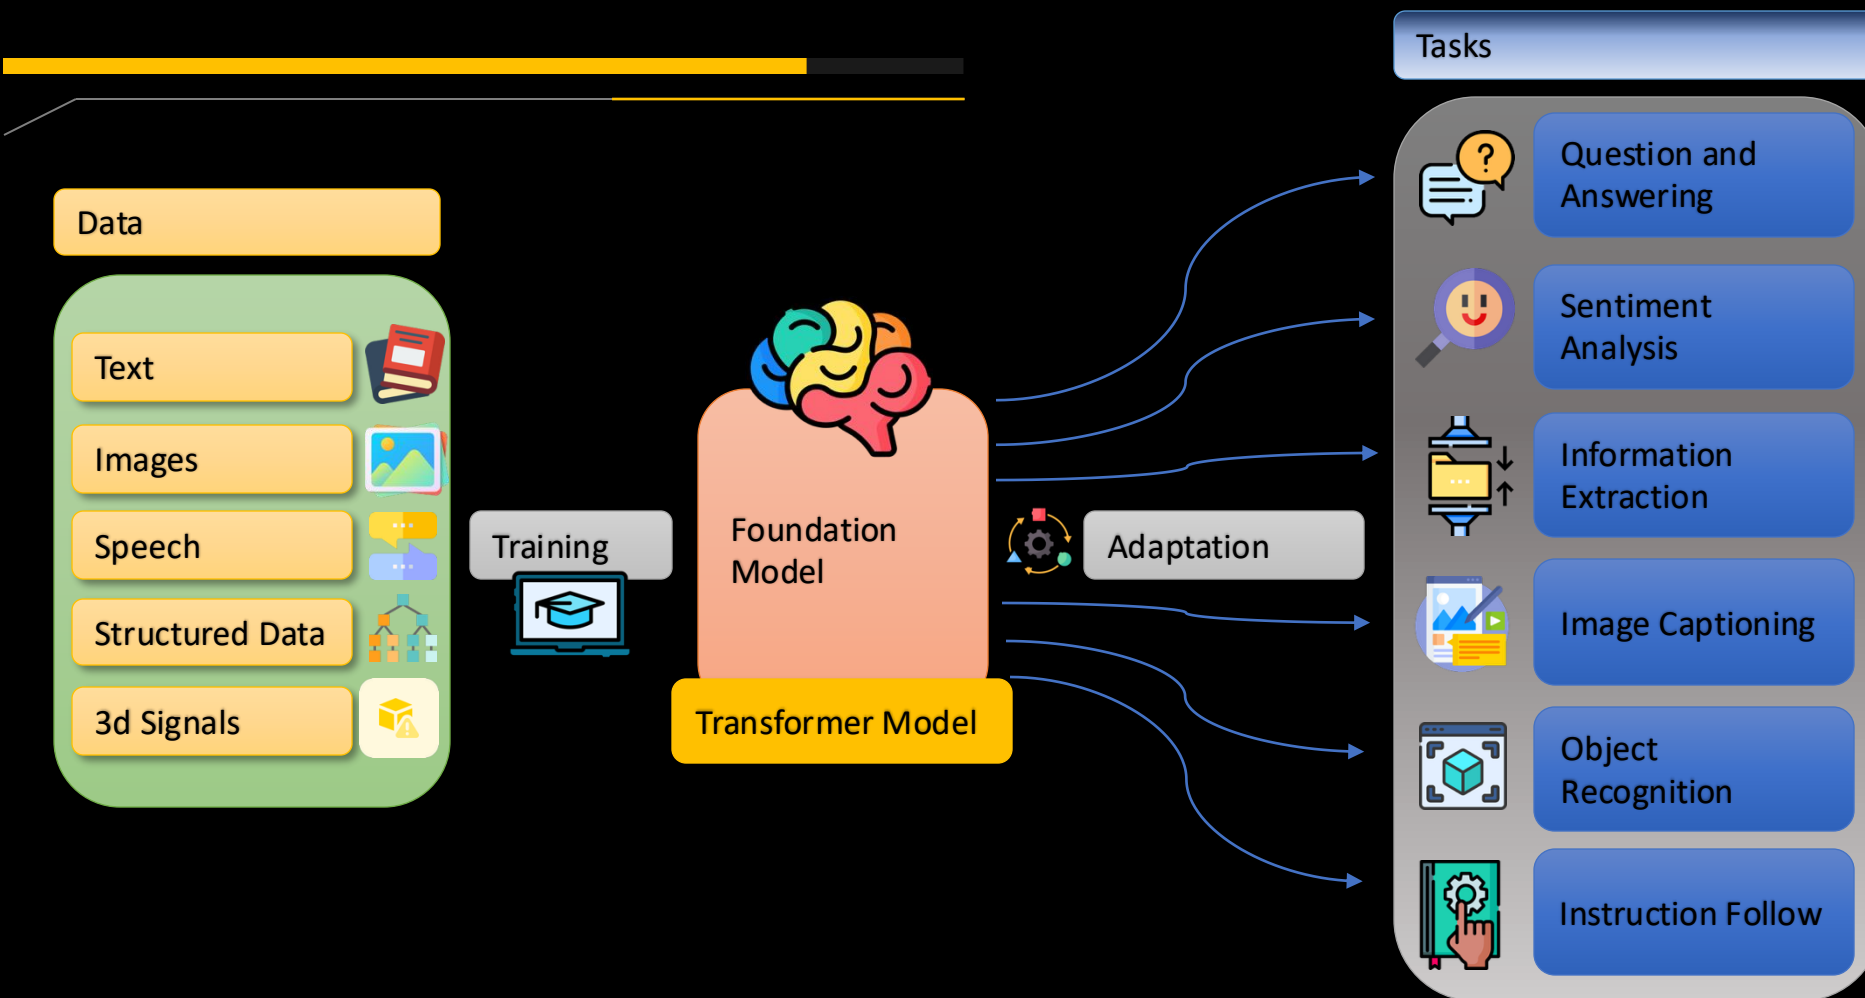 Tasks
Data
Text
Images
Speech
Structured Data
3d Signals
Training
Foundation
Model
Transformer Model
Adaptation
Question and
Answering
Sentiment
Analysis
Information
Extraction
Image Captioning
Object
Recognition
Instruction Follow